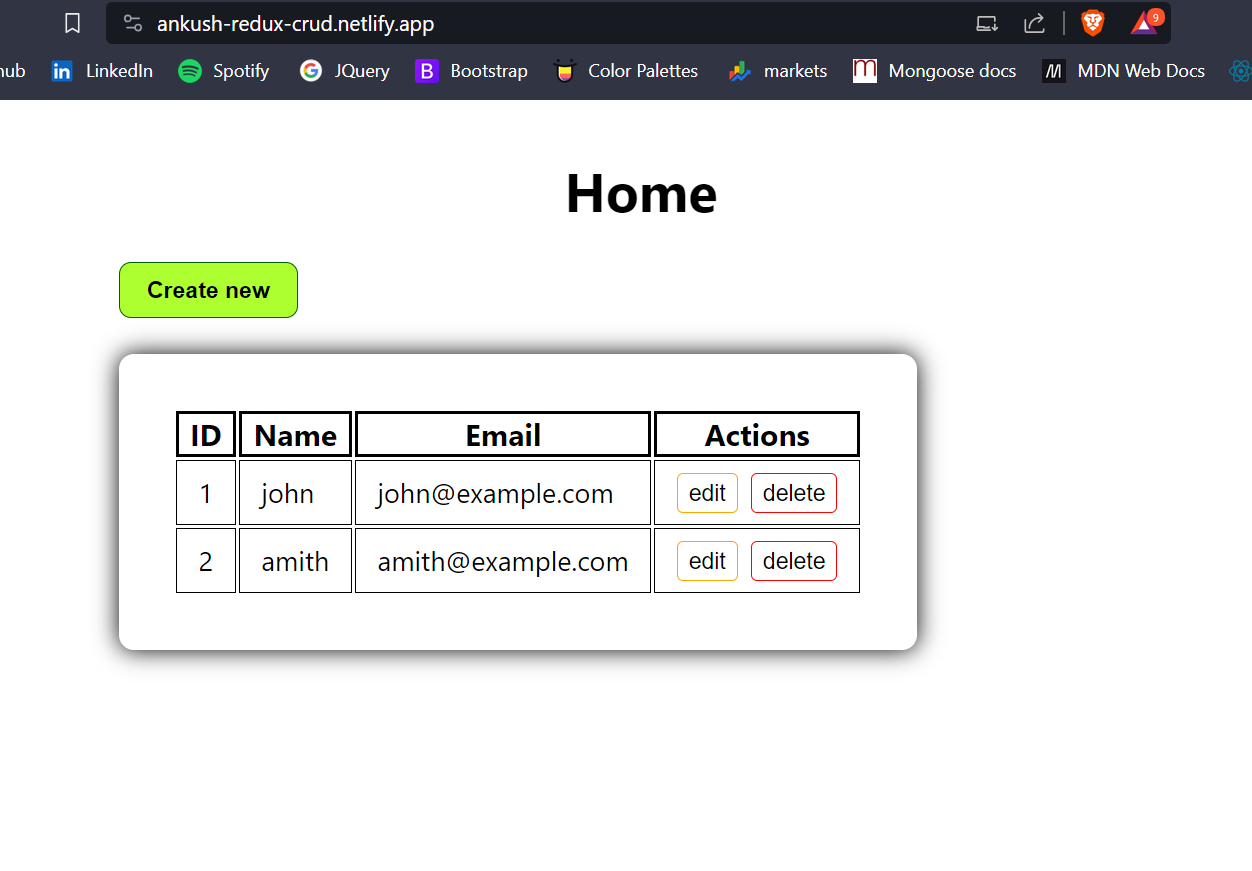 ankush-redux-crud.netlify.app
9
hub LinkedIn Spotify JQuery B Bootstrap Color Palettes markets Mongoose docs MDN Web Docs
Home
Create new
ID Name Email Actions
1 john john@example.com edit delete
2 amith amith@example.com edit delete